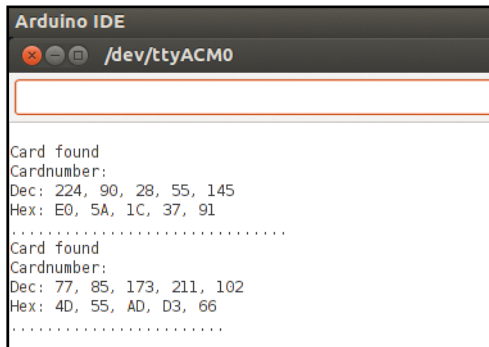 Arduino IDE
/dev/ttyACM0
Card found
Cardnumber:
Dec: 224, 90, 28, 55, 145
Hex: E0, 5A, 1C, 37, 91
...............................
Card found
Cardnumber:
Dec: 77, 85, 173, 211, 102
Hex: 4D, 55, AD, D3, 66
........................